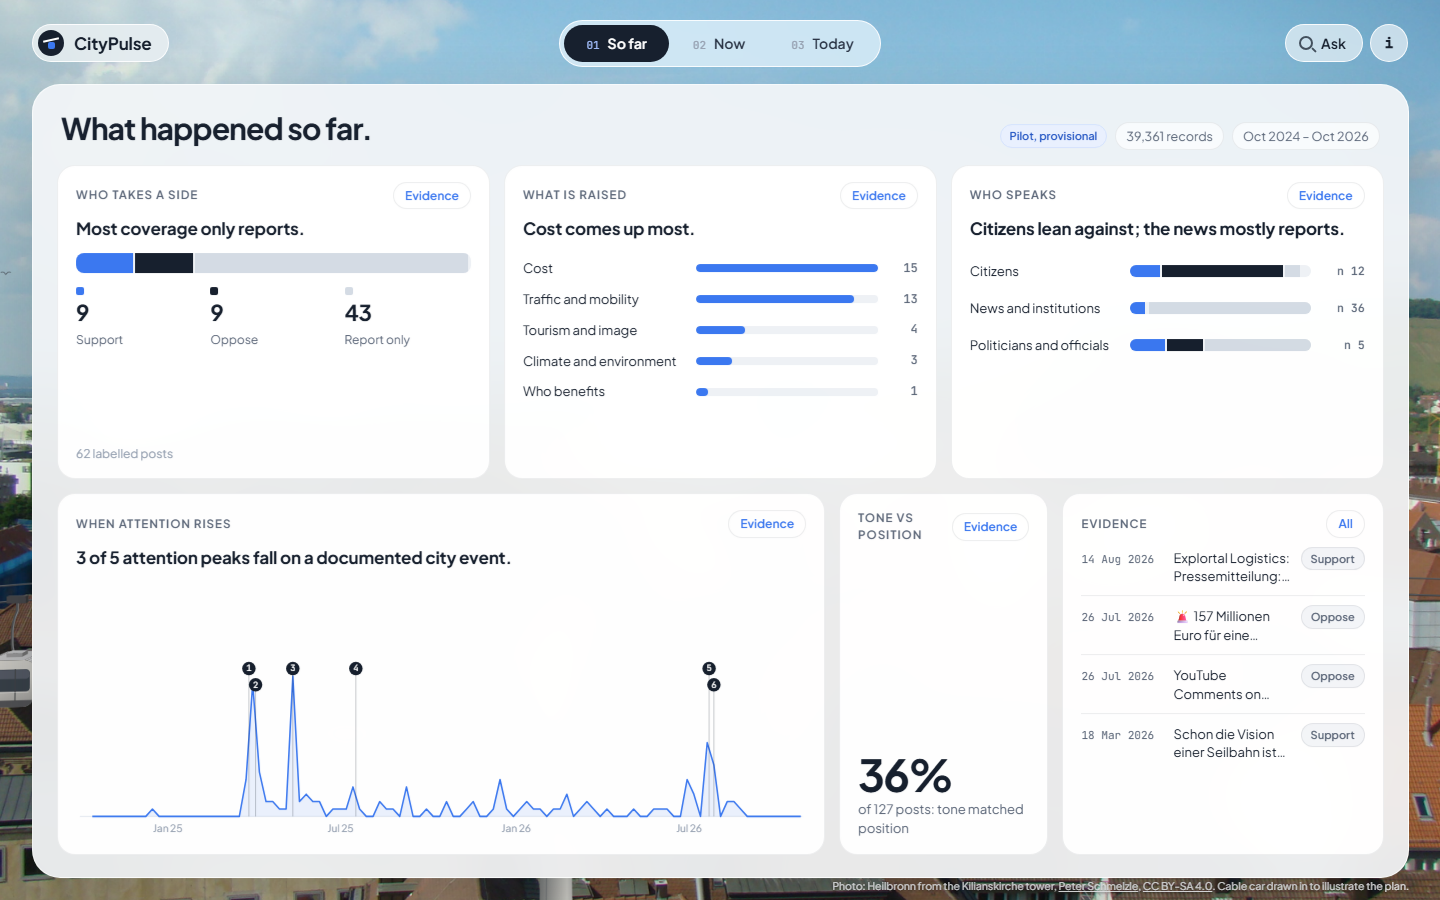 CityPulse
01 So far
02 Now
03 Today
Ask
i
What happened so far.
Pilot, provisional
39,361 records
Oct 2024 – Oct 2026
WHO TAKES A SIDE
Evidence
Most coverage only reports.
9
9
43
Support
Oppose
Report only
62 labelled posts
WHAT IS RAISED
Evidence
Cost comes up most.
Cost 15
Traffic and mobility 13
Tourism and image 4
Climate and environment 3
Who benefits 1
WHO SPEAKS
Evidence
Citizens lean against; the news mostly reports.
Citizens n 12
News and institutions n 36
Politicians and officials n 5
WHEN ATTENTION RISES
Evidence
3 of 5 attention peaks fall on a documented city event.
1
2
3
4
5
6
Jan 25
Jul 25
Jan 26
Jul 26
TONE VS
POSITION
Evidence
36%
of 127 posts: tone matched
position
EVIDENCE
All
14 Aug 2026
Explortal Logistics:
Pressemitteilung:…
Support
26 Jul 2026
🚨 157 Millionen
Euro für eine…
Oppose
26 Jul 2026
YouTube
Comments on…
Oppose
18 Mar 2026
Schon die Vision
einer Seilbahn ist…
Support
Photo: Heilbronn from the Kilianskirche tower, Peter Schmelzle, CC BY-SA 4.0. Cable car drawn in to illustrate the plan.